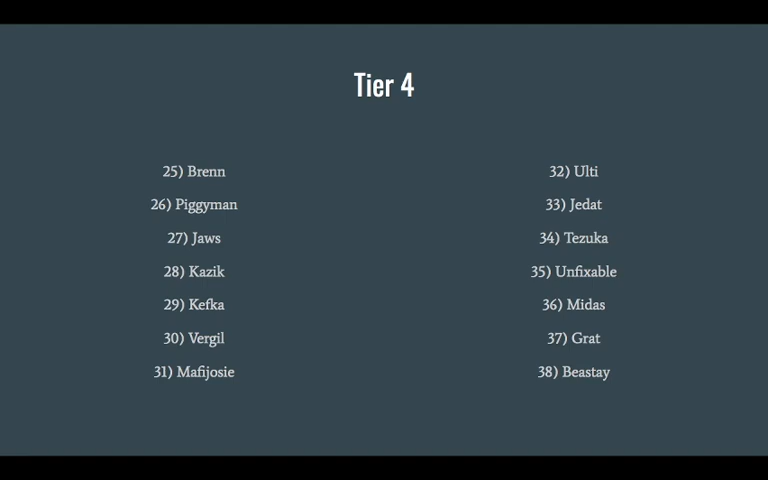 Tier 4
25) Brenn
26) Piggyman
27) Jaws
28) Kazik
29) Kefka
30) Vergil
31) Mafijosie
32) Ulti
33) Jedat
34) Tezuka
35) Unfixable
36) Midas
37) Grat
38) Beastay